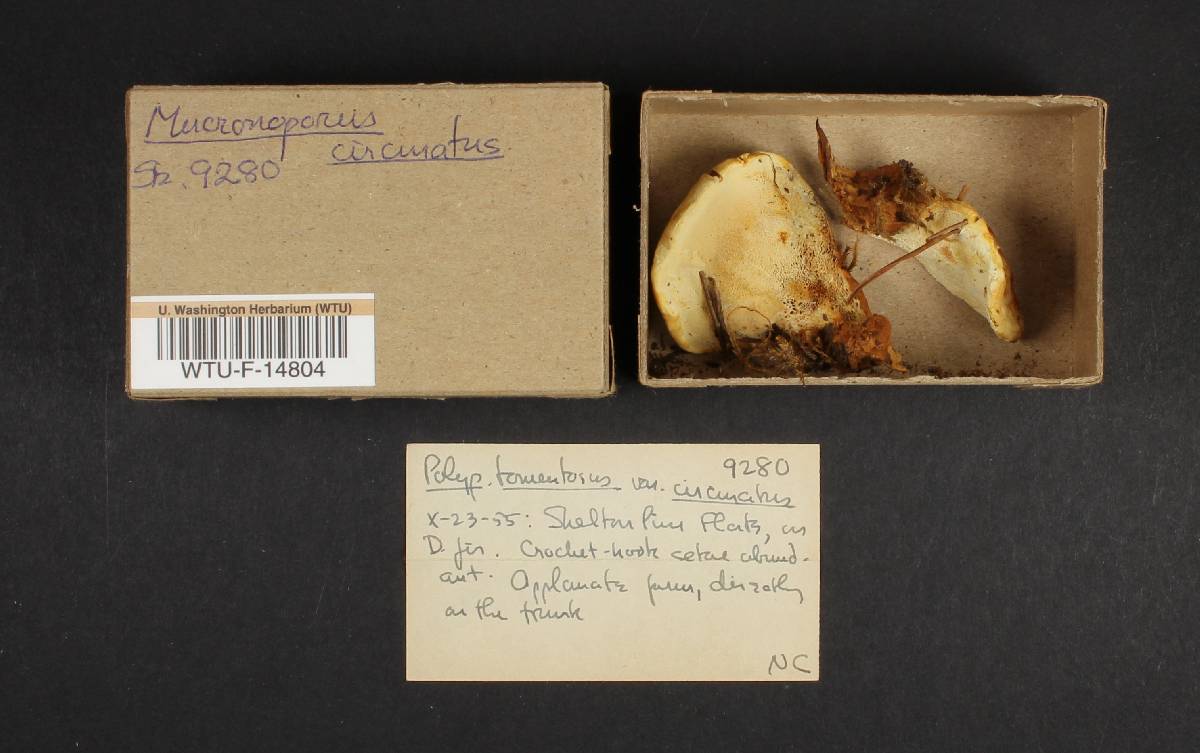 Mucronoporus
circinatus
Stz. 9280
U. Washington Herbarium (WTU)
WTU-F-14804
9280
Polyp. tomentosus var. circinatus
X-23-55: Shelton Pine Flats, on
D. fir. Crochet-hook setae abund-
ant. Applanate form, directly
on the trunk
NC